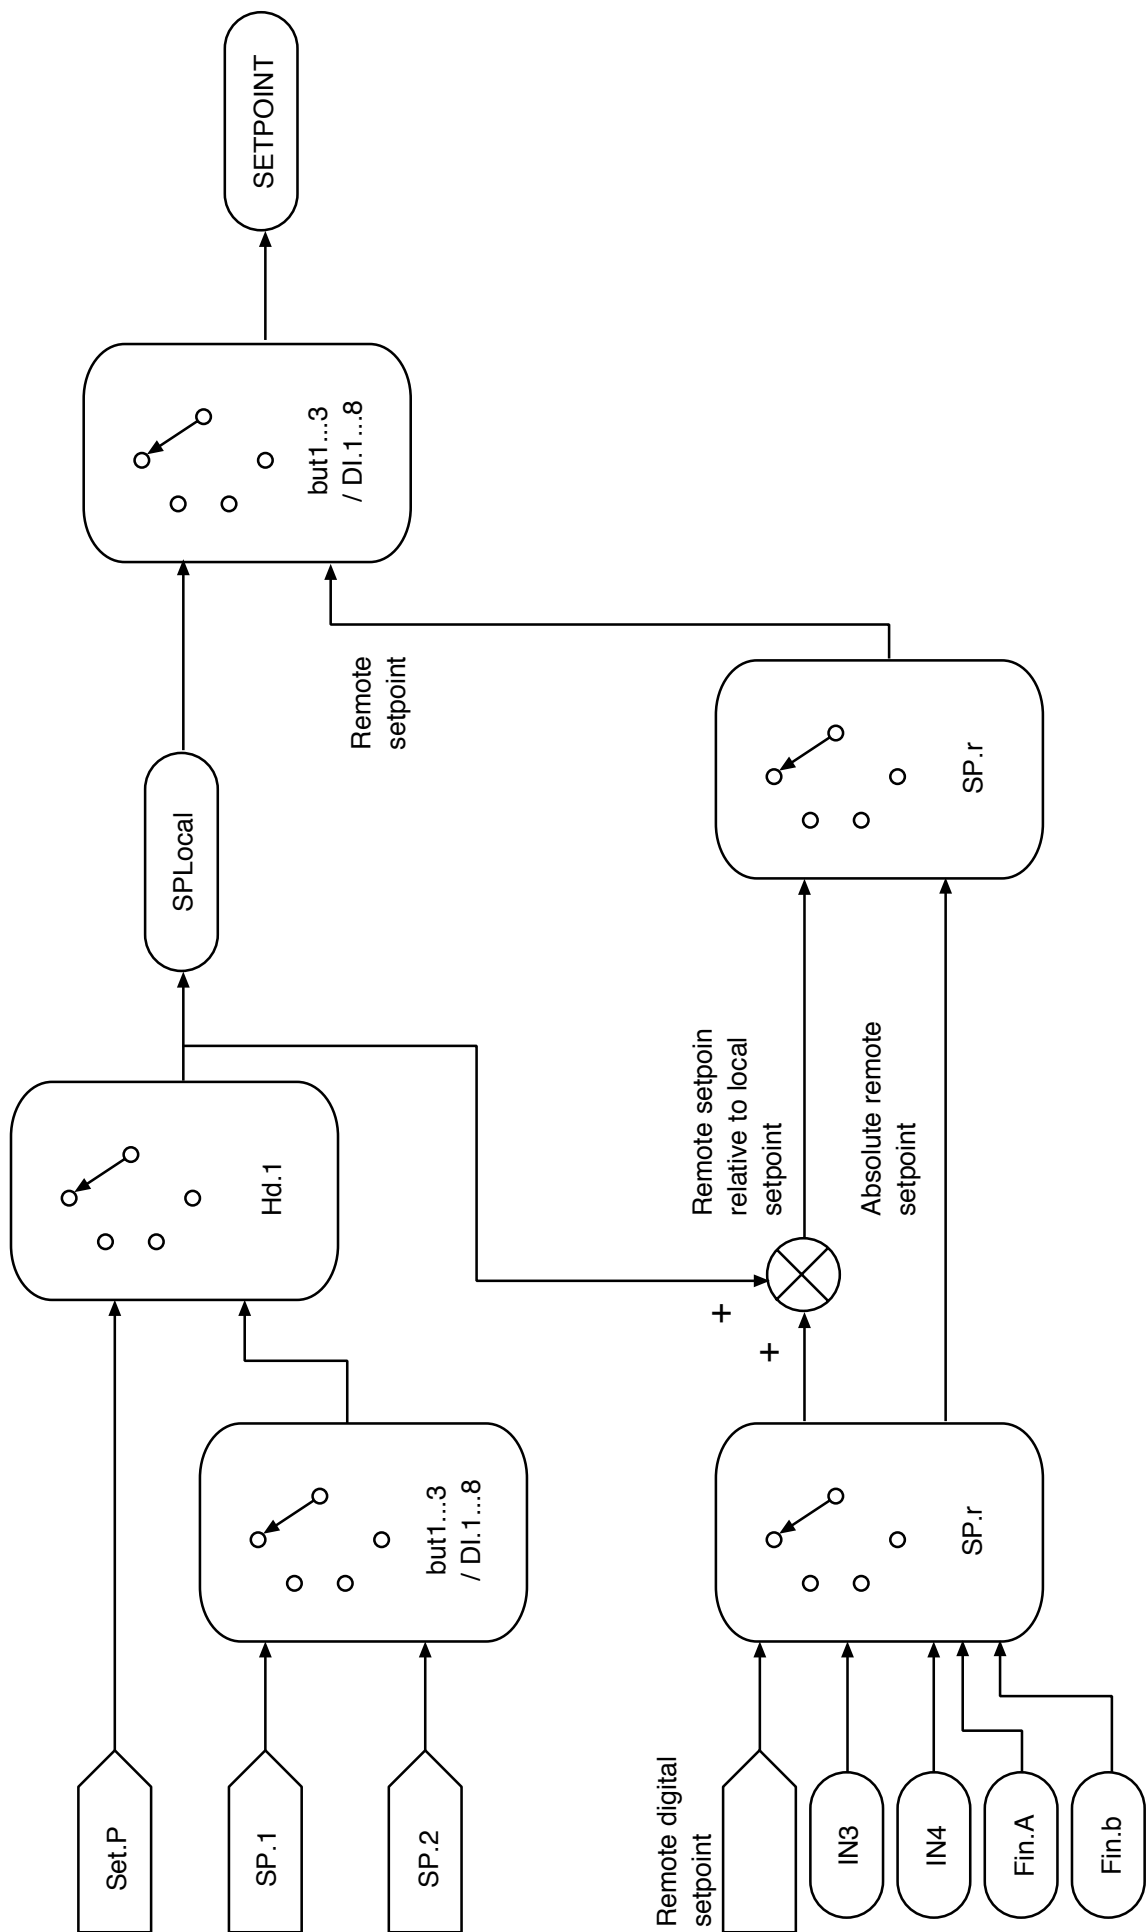 Set.P
SP.1
SP.2
but1...3
/ DI.1...8
Hd.1
SPLocal
but1...3
/ DI.1...8
SETPOINT
Remote
setpoint
Remote digital
setpoint
IN3
IN4
Fin.A
Fin.b
SP.r
+
+
Remote setpoin
relative to local
setpoint
Absolute remote
setpoint
SP.r